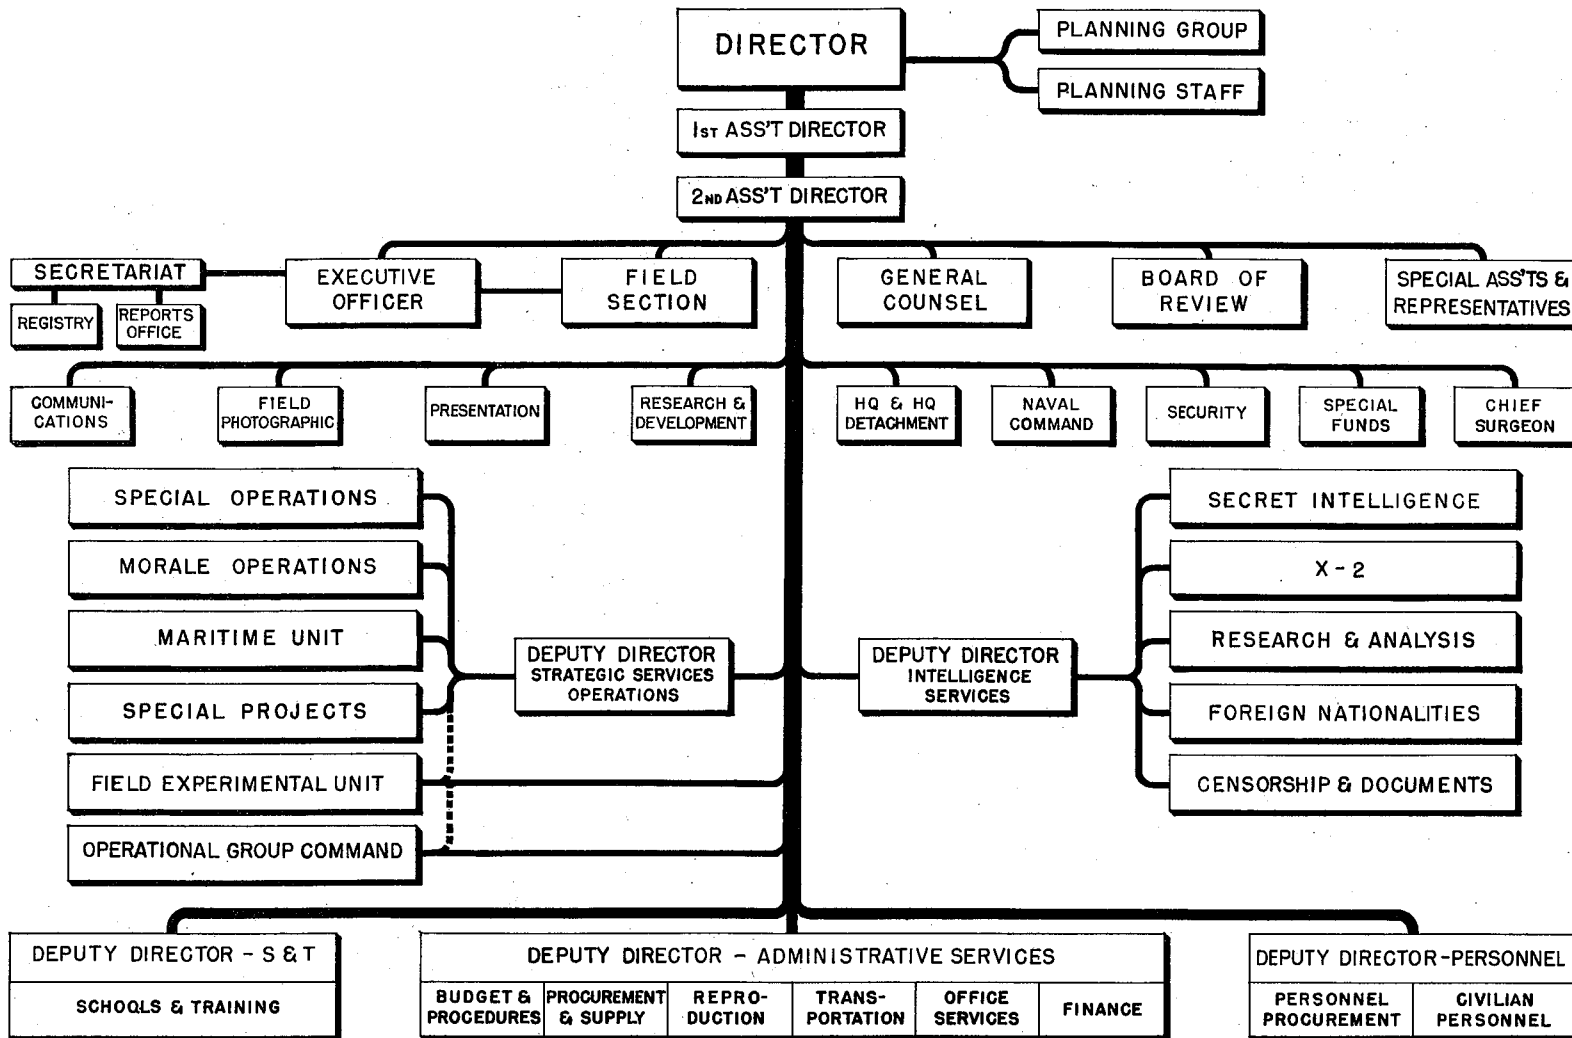 DIRECTOR
PLANNING GROUP
PLANNING STAFF
1ST ASS'T DIRECTOR
2ND ASS'T DIRECTOR
SECRETARIAT
REGISTRY
REPORTS
OFFICE
EXECUTIVE
OFFICER
FIELD
SECTION
GENERAL
COUNSEL
BOARD OF
REVIEW
SPECIAL ASS'TS &
REPRESENTATIVES
COMMUNI-
CATIONS
FIELD
PHOTOGRAPHIC
PRESENTATION
RESEARCH &
DEVELOPMENT
HQ & HQ
DETACHMENT
NAVAL
COMMAND
SECURITY
SPECIAL
FUNDS
CHIEF
SURGEON
SPECIAL OPERATIONS
MORALE OPERATIONS
MARITIME UNIT
SPECIAL PROJECTS
FIELD EXPERIMENTAL UNIT
OPERATIONAL GROUP COMMAND
DEPUTY DIRECTOR
STRATEGIC SERVICES
OPERATIONS
DEPUTY DIRECTOR
INTELLIGENCE
SERVICES
SECRET INTELLIGENCE
X-2
RESEARCH & ANALYSIS
FOREIGN NATIONALITIES
CENSORSHIP & DOCUMENTS
DEPUTY DIRECTOR - S & T
SCHOOLS & TRAINING
DEPUTY DIRECTOR - ADMINISTRATIVE SERVICES
BUDGET &
PROCEDURES
PROCUREMENT
& SUPPLY
REPRO-
DUCTION
TRANS-
PORTATION
OFFICE
SERVICES
FINANCE
DEPUTY DIRECTOR-PERSONNEL
PERSONNEL
PROCUREMENT
CIVILIAN
PERSONNEL